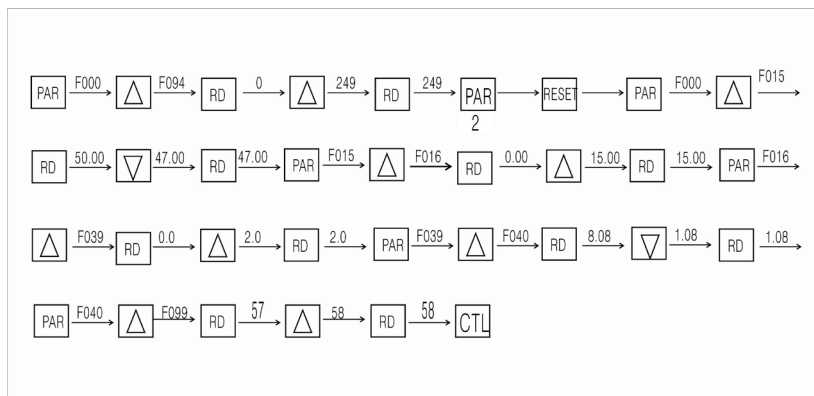 PAR F000 F094 RD 0 249 RD 249 PAR RESET PAR F000 F015
2
RD 50.00 47.00 RD 47.00 PAR F015 F016 RD 0.00 15.00 RD 15.00 PAR F016
F039 RD 0.0 2.0 RD 2.0 PAR F039 F040 RD 8.08 1.08 RD 1.08
PAR F040 F099 RD 57 58 RD 58 CTL